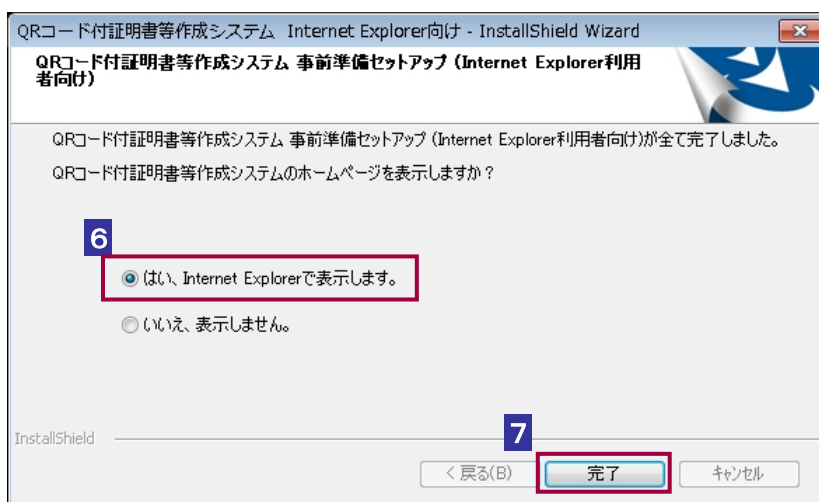 QRコード付証明書等作成システム Internet Explorer向け - InstallShield Wizard
QRコード付証明書等作成システム 事前準備セットアップ (Internet Explorer利用
者向け)
QRコード付証明書等作成システム 事前準備セットアップ (Internet Explorer利用者向け)が全て完了しました。
QRコード付証明書等作成システムのホームページを表示しますか？
6
はい、Internet Explorerで表示します。
いいえ、表示しません。
InstallShield
7
< 戻る(B)
完了
キャンセル